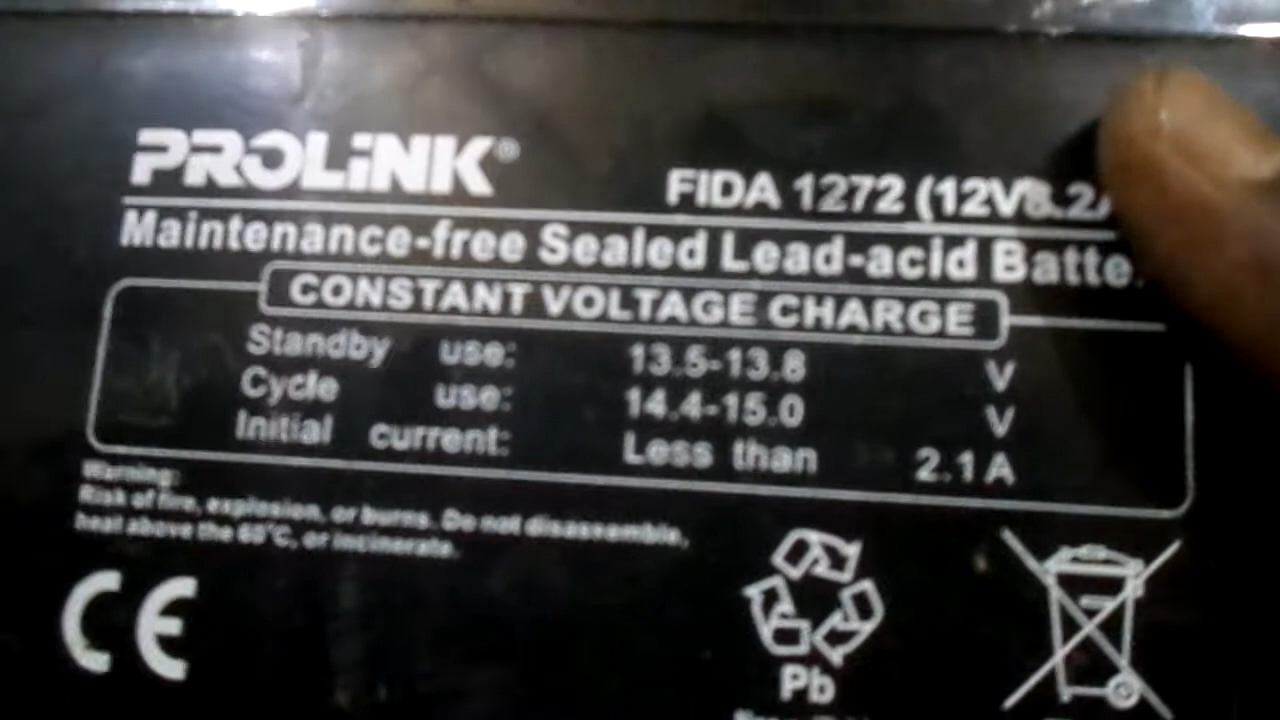 PROLiNK®
FIDA 1272 (12V8.2A
Maintenance-free Sealed Lead-acid Batte
CONSTANT VOLTAGE CHARGE
Standby use: 13.5-13.8 V
Cycle use: 14.4-15.0 V
Initial current: Less than 2.1A
Warning:
Risk of fire, explosion, or burns. Do not disassemble,
heat above the 60°C, or incinerate.
CE
Pb